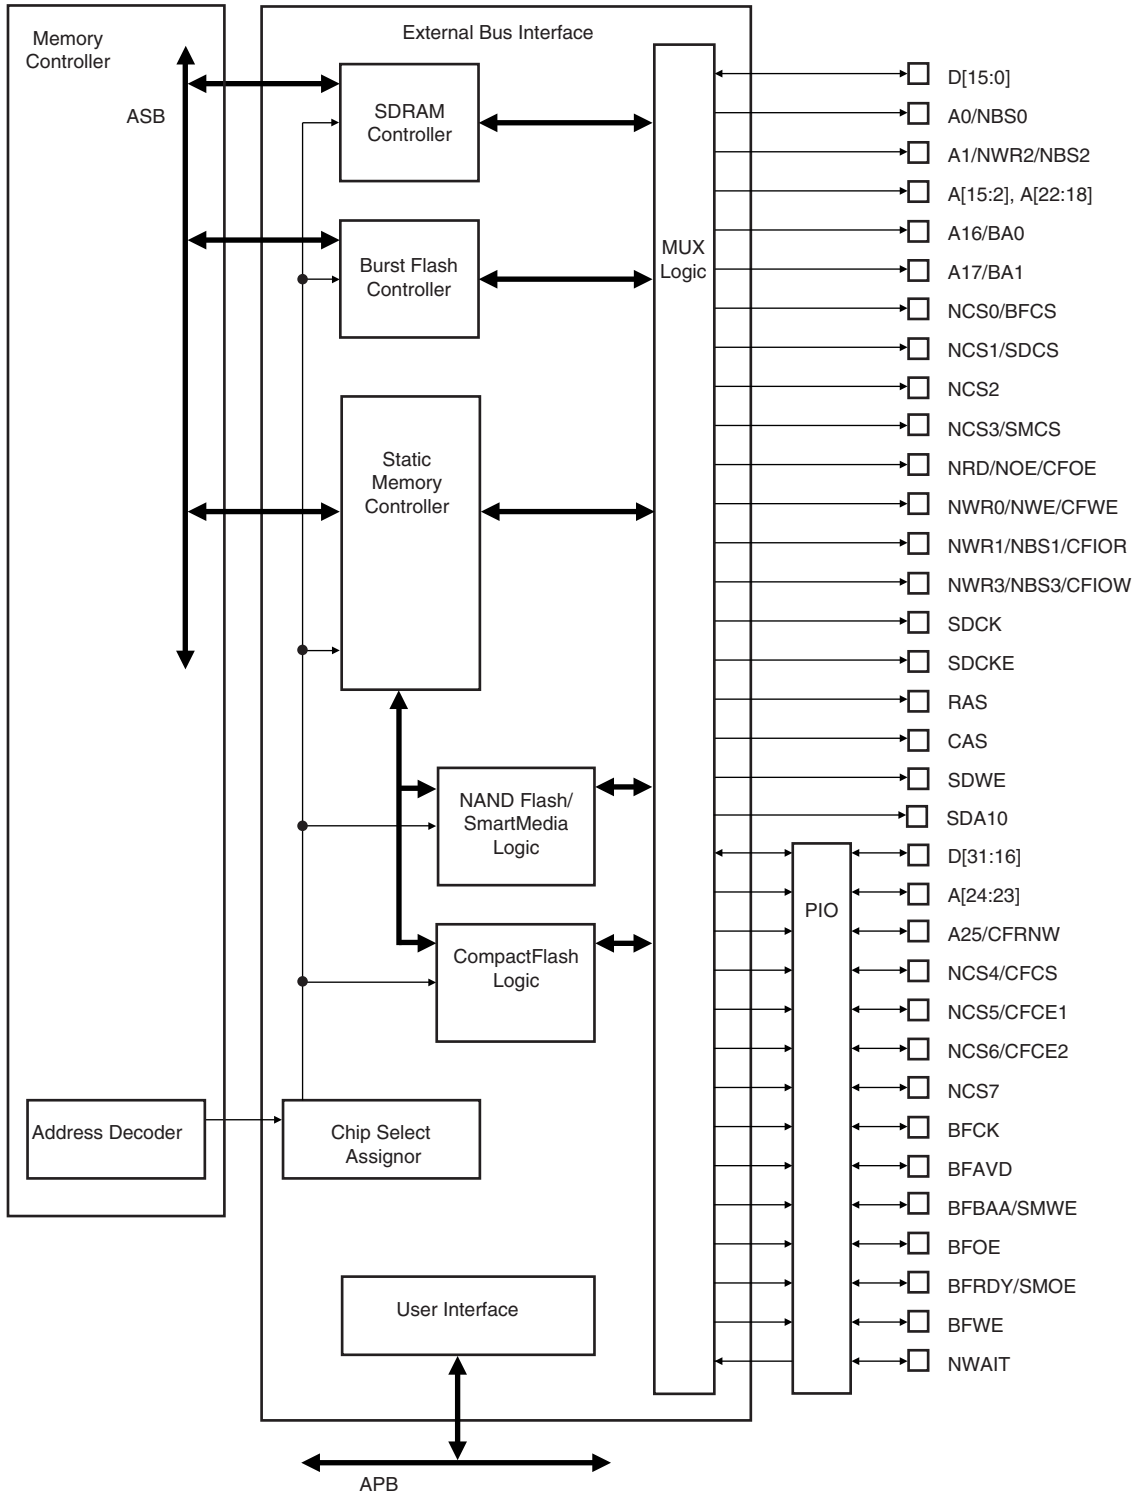 Memory
Controller
ASB
External Bus Interface
SDRAM
Controller
Burst Flash
Controller
Static
Memory
Controller
NAND Flash/
SmartMedia
Logic
CompactFlash
Logic
Address Decoder
Chip Select
Assignor
User Interface
APB
MUX
Logic
PIO
D[15:0]
A0/NBS0
A1/NWR2/NBS2
A[15:2], A[22:18]
A16/BA0
A17/BA1
NCS0/BFCS
NCS1/SDCS
NCS2
NCS3/SMCS
NRD/NOE/CFOE
NWR0/NWE/CFWE
NWR1/NBS1/CFIOR
NWR3/NBS3/CFIOW
SDCK
SDCKE
RAS
CAS
SDWE
SDA10
D[31:16]
A[24:23]
A25/CFRNW
NCS4/CFCS
NCS5/CFCE1
NCS6/CFCE2
NCS7
BFCK
BFAVD
BFBAA/SMWE
BFOE
BFRDY/SMOE
BFWE
NWAIT